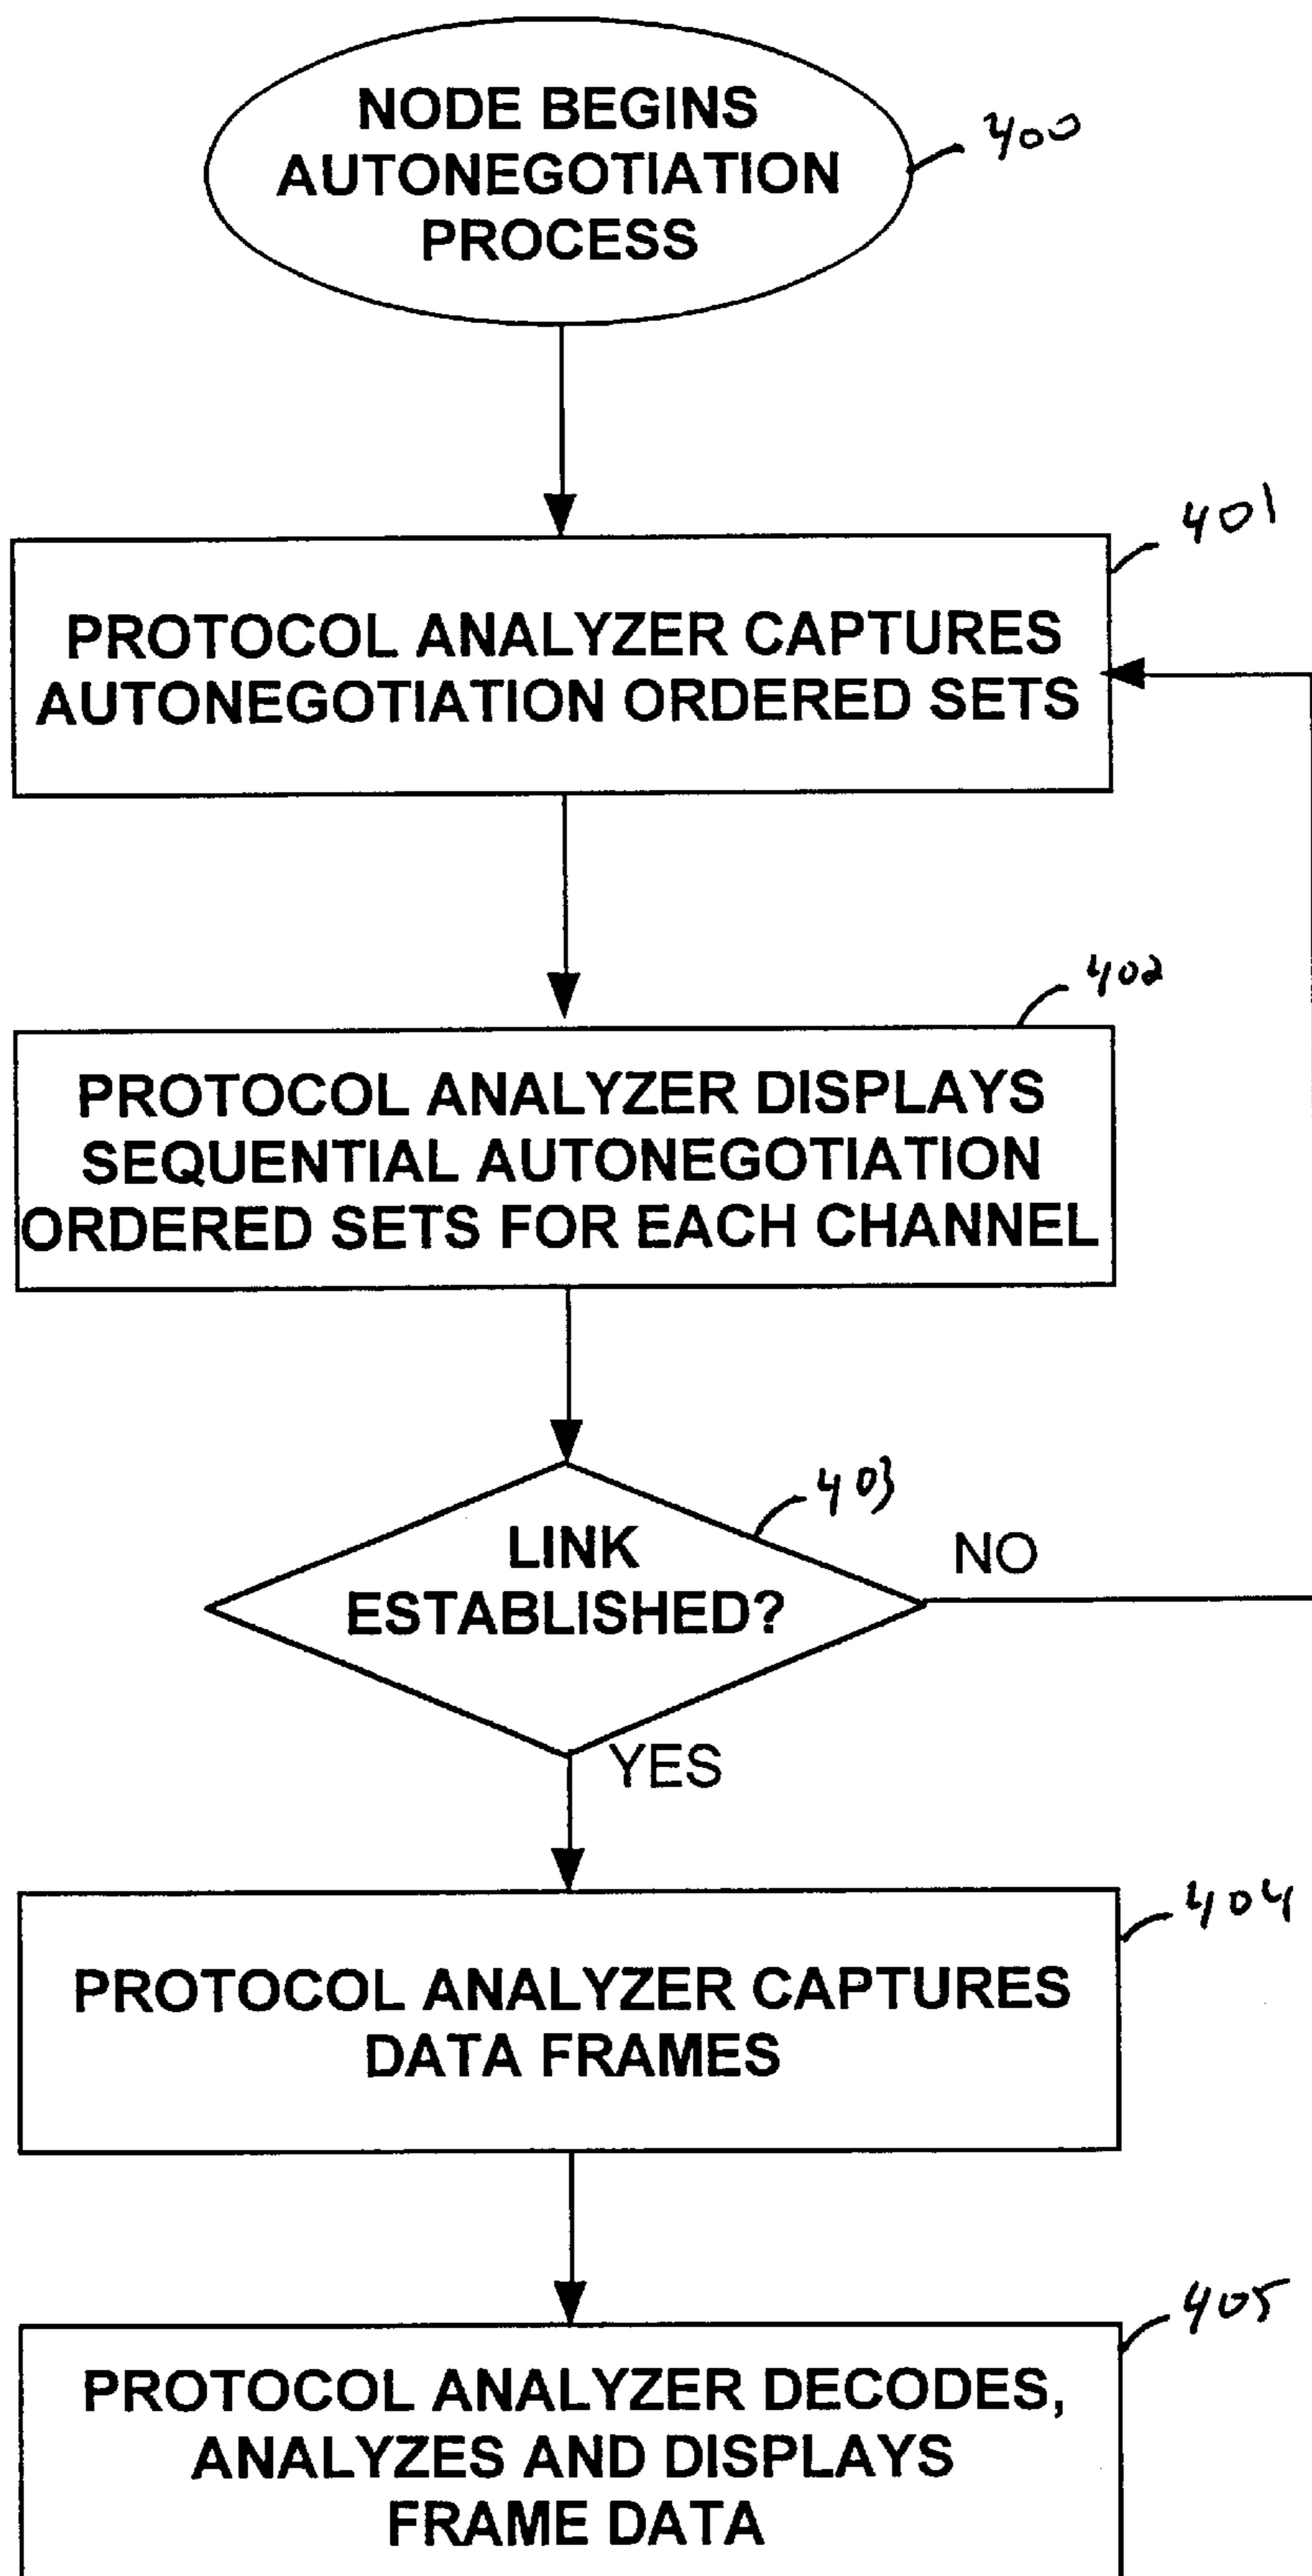 NODE BEGINS
AUTONEGOTIATION
PROCESS
400
401
PROTOCOL ANALYZER CAPTURES
AUTONEGOTIATION ORDERED SETS
402
PROTOCOL ANALYZER DISPLAYS
SEQUENTIAL AUTONEGOTIATION
ORDERED SETS FOR EACH CHANNEL
403
LINK
ESTABLISHED?
NO
YES
404
PROTOCOL ANALYZER CAPTURES
DATA FRAMES
405
PROTOCOL ANALYZER DECODES,
ANALYZES AND DISPLAYS
FRAME DATA